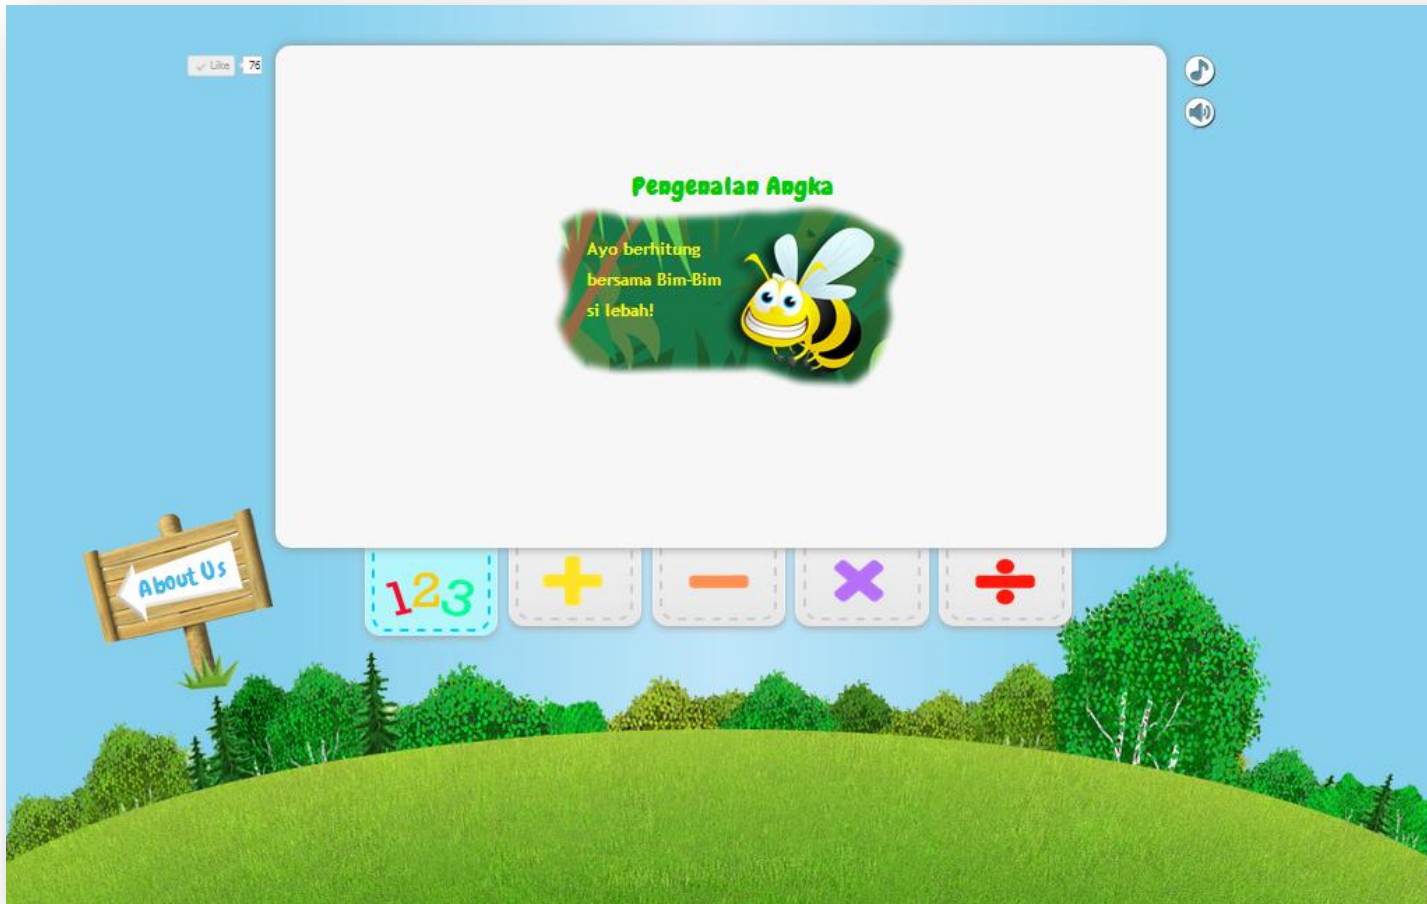 Like 76
Pengenalan Angka
Ayo berhitung
bersama Bim-Bim
si lebah!
About Us
123
+ − × ÷